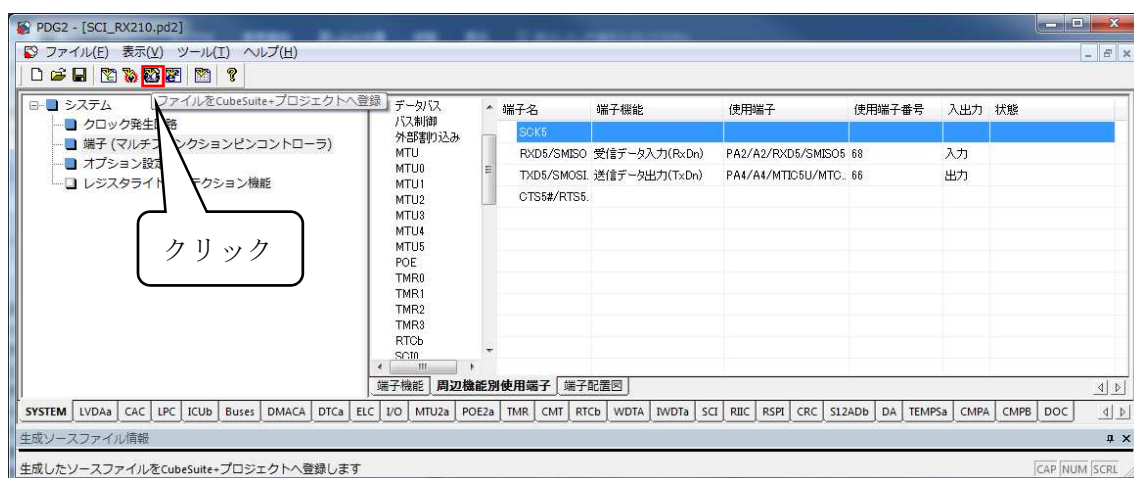 PDG2 - [SCI_RX210.pd2]
ファイル(F) 表示(V) ツール(T) ヘルプ(H)
ファイルをCubeSuite+プロジェクトへ登録
システム
クロック発生
端子 (マルチ
ンクションピンコントローラ)
オプション設
レジスタライト
テクション機能
クリック
データバス
バス制御
外部割り込み
MTU
MTU0
MTU1
MTU2
MTU3
MTU4
MTU5
POE
TMR0
TMR1
TMR2
TMR3
RTCb
SCI0
端子名 端子機能 使用端子 使用端子番号 入出力 状態
SCK5
RXD5/SMISO 受信データ入力(RxDn) PA2/A2/RXD5/SMISO5 68 入力
TXD5/SMOSI. 送信データ出力(TxDn) PA4/A4/MTIC5U/MTC.. 66 出力
CTS5#/RTS5.
端子機能 周辺機能別使用端子 端子配置図
SYSTEM LVDAa CAC LPC ICUb Buses DMACA DTCa ELC I/O MTU2a POE2a TMR CMT RTCb WDTA IWDTa SCI RIIC RSPI CRC S12ADb DA TEMPSa CMPA CMPB DOC
生成ソースファイル情報
生成したソースファイルをCubeSuite+プロジェクトへ登録します
CAP NUM SCRL